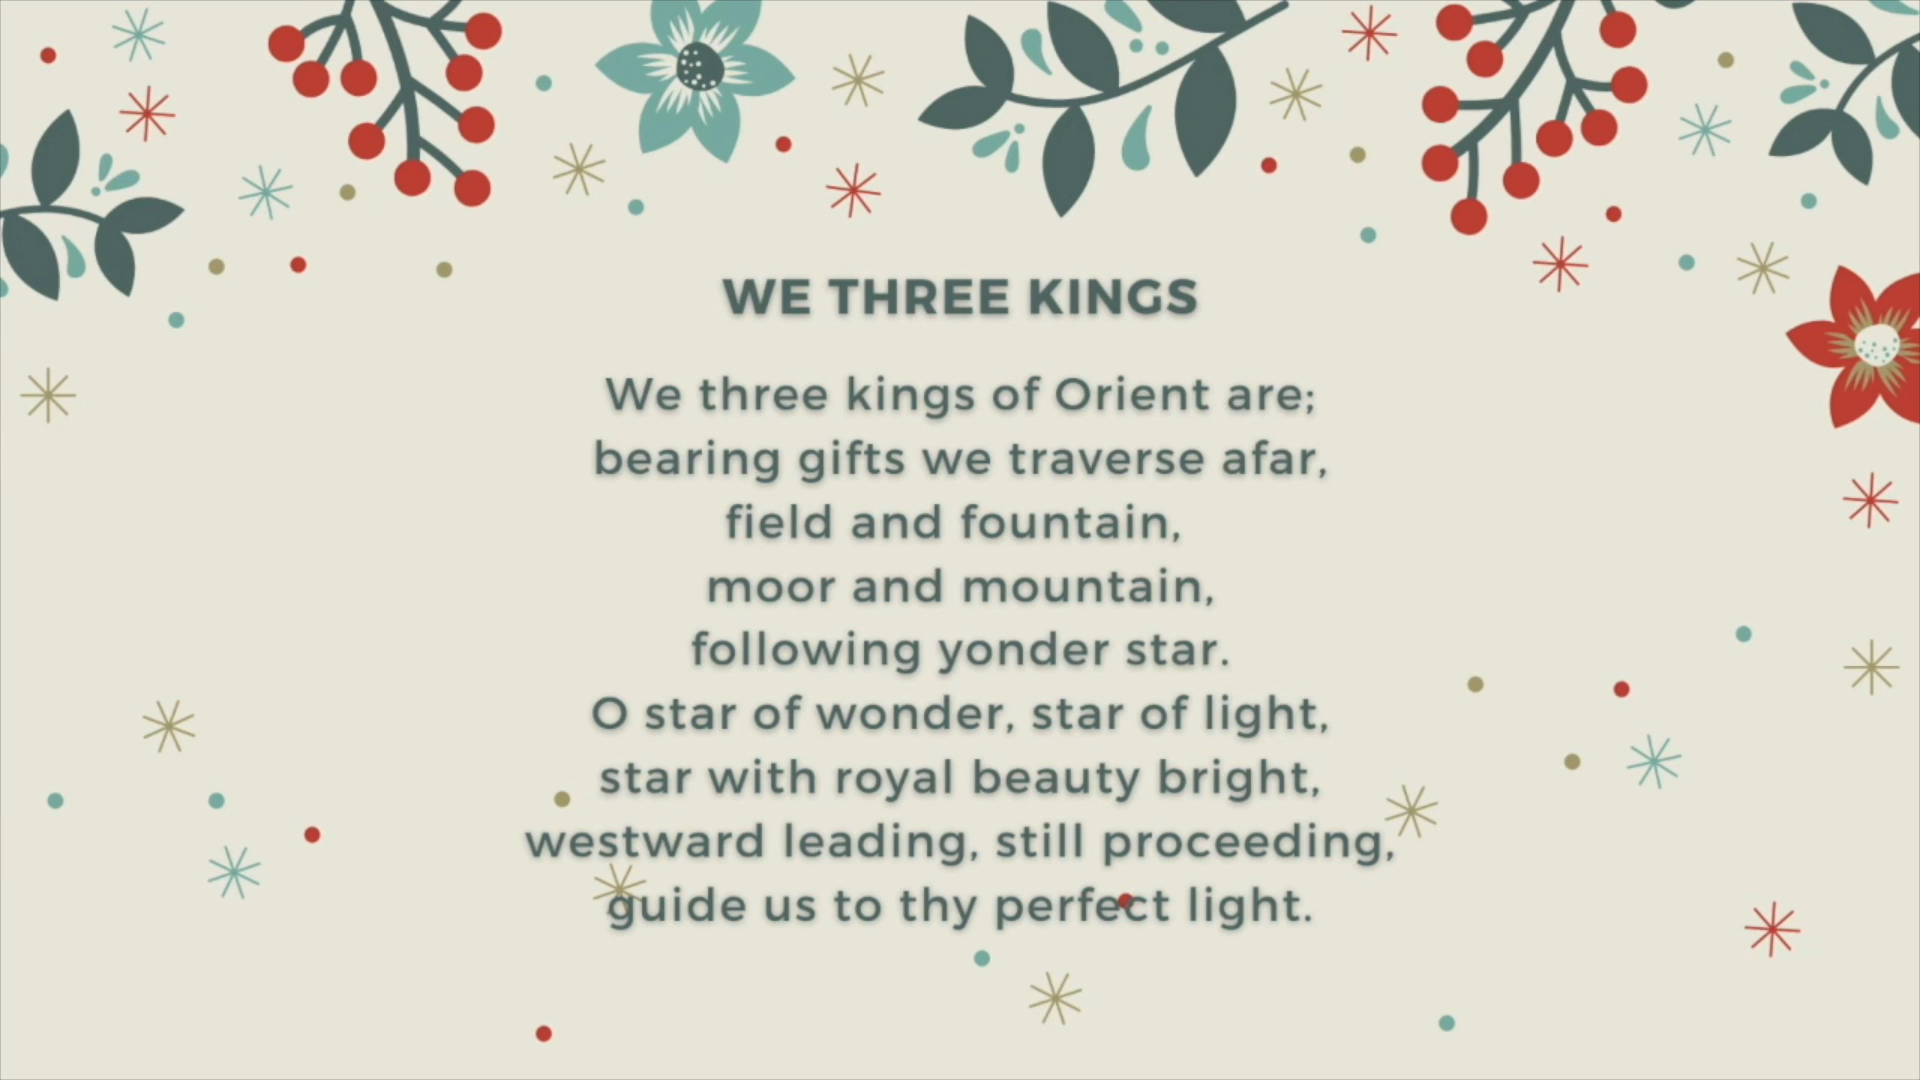 WE THREE KINGS
We three kings of Orient are;
bearing gifts we traverse afar,
field and fountain,
moor and mountain,
following yonder star.
O star of wonder, star of light,
star with royal beauty bright,
westward leading, still proceeding,
guide us to thy perfect light.